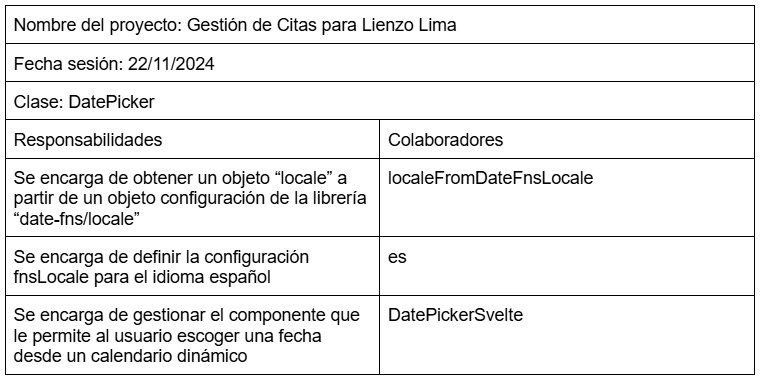 Nombre del proyecto: Gestión de Citas para Lienzo Lima
Fecha sesión: 22/11/2024
Clase: DatePicker
Responsabilidades
Colaboradores
Se encarga de obtener un objeto “locale” a
partir de un objeto configuración de la librería
“date-fns/locale”
localeFromDateFnsLocale
Se encarga de definir la configuración
fnsLocale para el idioma español
es
Se encarga de gestionar el componente que
le permite al usuario escoger una fecha
desde un calendario dinámico
DatePickerSvelte